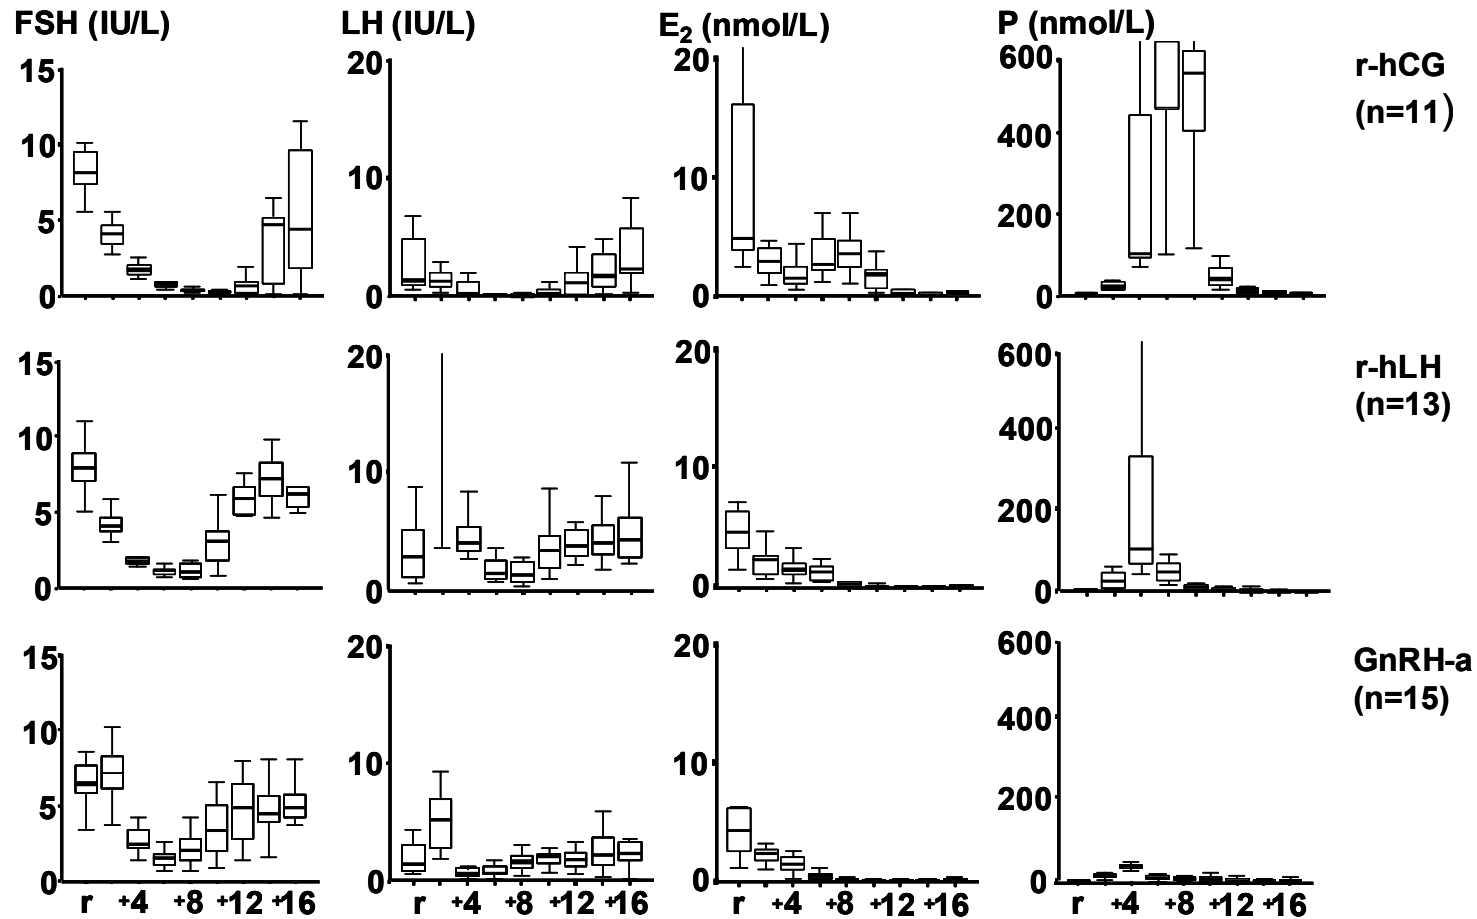 FSH (IU/L) LH (IU/L) E₂ (nmol/L) P (nmol/L)
15 20 20 600 r-hCG
10 10 10 400 (n=11)
5 200
0 0 0 0
15 20 20 600 r-hLH
10 10 10 400 (n=13)
5 200
0 0 0 0
15 20 20 600 GnRH-a
10 10 10 400 (n=15)
5 200
0 0 0 0
r +4 +8 +12 +16 r +4 +8 +12 +16 r +4 +8 +12 +16 r +4 +8 +12 +16